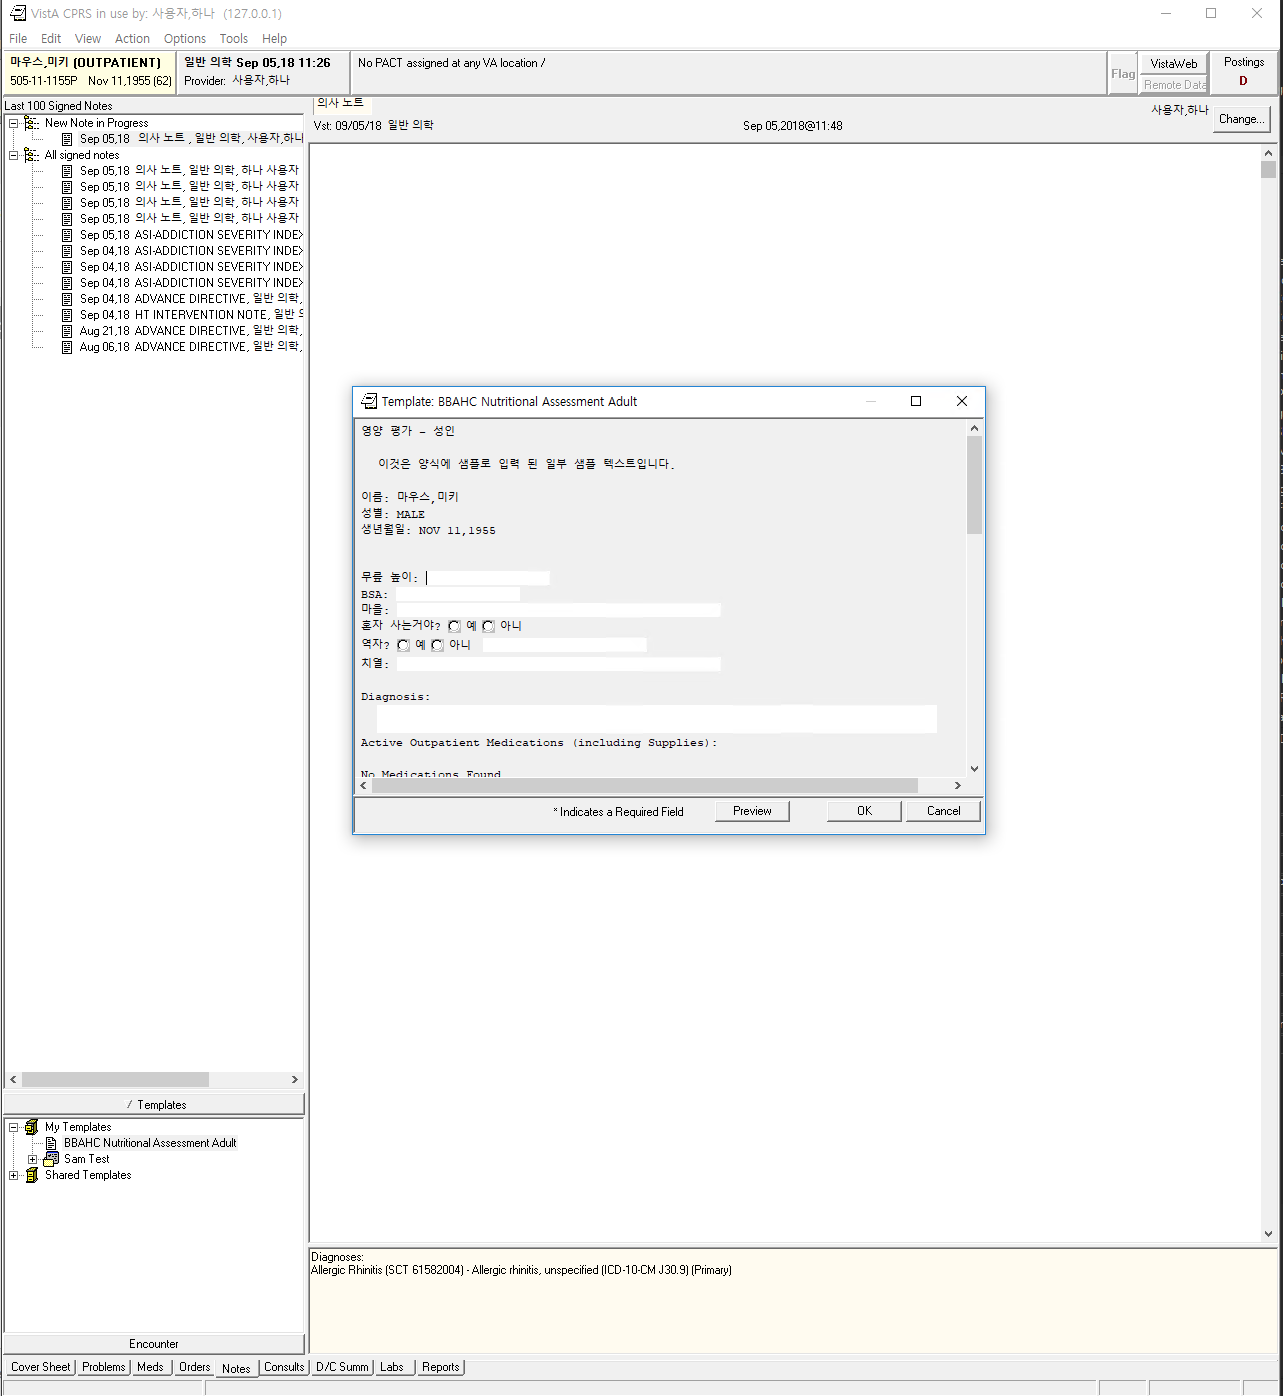 VistA CPRS in use by: 사용자,하나 (127.0.0.1)
File Edit View Action Options Tools Help
마우스,미키 (OUTPATIENT)
505-11-1155P Nov 11,1955 (62)
일반 의학 Sep 05,18 11:26
Provider: 사용자,하나
No PACT assigned at any VA location /
Flag
VistaWeb
Remote Data
Postings
D
Last 100 Signed Notes
New Note in Progress
Sep 05,18 의사 노트 , 일반 의학, 사용자,하나
All signed notes
Sep 05,18 의사 노트, 일반 의학, 하나 사용자
Sep 05,18 의사 노트, 일반 의학, 하나 사용자
Sep 05,18 의사 노트, 일반 의학, 하나 사용자
Sep 05,18 의사 노트, 일반 의학, 하나 사용자
Sep 05,18 ASI-ADDICTION SEVERITY INDEX
Sep 04,18 ASI-ADDICTION SEVERITY INDEX
Sep 04,18 ASI-ADDICTION SEVERITY INDEX
Sep 04,18 ASI-ADDICTION SEVERITY INDEX
Sep 04,18 ADVANCE DIRECTIVE, 일반 의학,
Sep 04,18 HT INTERVENTION NOTE, 일반
Aug 21,18 ADVANCE DIRECTIVE, 일반 의학,
Aug 06,18 ADVANCE DIRECTIVE, 일반 의학,
의사 노트
Vst: 09/05/18 일반 의학
Sep 05,2018@11:48
사용자,하나
Change...
Template: BBAHC Nutritional Assessment Adult
영양 평가 - 성인
이것은 양식에 샘플로 입력 된 일부 샘플 텍스트입니다.
이름: 마우스,미키
성별: MALE
생년월일: NOV 11,1955
무릎 높이:
BSA:
마을:
혼자 사는거야? 예 아니
역자? 예 아니
치열:
Diagnosis:
Active Outpatient Medications (including Supplies):
No Medications Found
* Indicates a Required Field
Preview
OK
Cancel
/ Templates
My Templates
BBAHC Nutritional Assessment Adult
Sam Test
Shared Templates
Encounter
Diagnoses:
Allergic Rhinitis (SCT 61582004) - Allergic rhinitis, unspecified (ICD-10-CM J30.9) (Primary)
Cover Sheet Problems Meds Orders Notes Consults D/C Summ Labs Reports